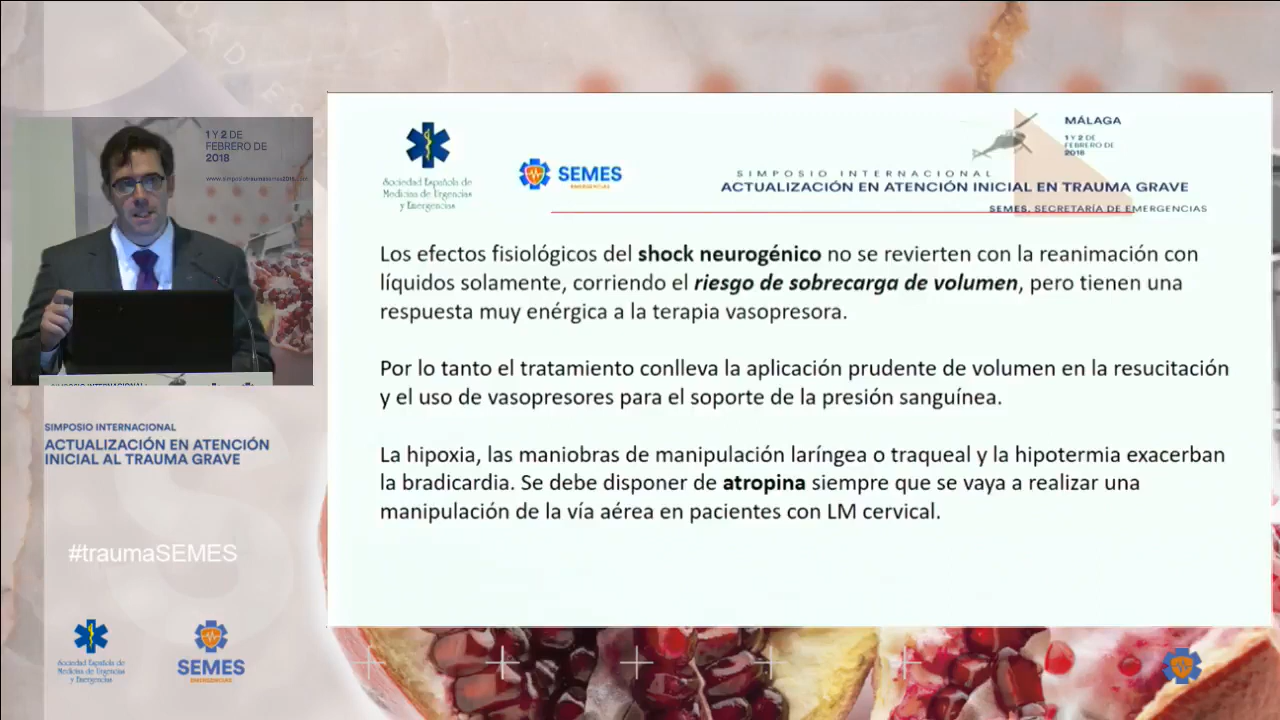 1 Y 2 DE
FEBRERO DE
2018
SIMPOSIO INTERNACIONAL
ACTUALIZACIÓN EN ATENCIÓN
INICIAL AL TRAUMA GRAVE
#traumaSEMES
Sociedad Española de
Medicina de Urgencias
y Emergencias
SEMES
EMERGENCIAS
Sociedad Española de
Medicina de Urgencias
y Emergencias
SEMES
EMERGENCIAS
MÁLAGA
1 Y 2 DE
FEBRERO DE
2018
SIMPOSIO INTERNACIONAL
ACTUALIZACIÓN EN ATENCIÓN INICIAL EN TRAUMA GRAVE
SEMES. SECRETARÍA DE EMERGENCIAS
Los efectos fisiológicos del shock neurogénico no se revierten con la reanimación con
líquidos solamente, corriendo el riesgo de sobrecarga de volumen, pero tienen una
respuesta muy enérgica a la terapia vasopresora.
Por lo tanto el tratamiento conlleva la aplicación prudente de volumen en la resucitación
y el uso de vasopresores para el soporte de la presión sanguínea.
La hipoxia, las maniobras de manipulación laríngea o traqueal y la hipotermia exacerban
la bradicardia. Se debe disponer de atropina siempre que se vaya a realizar una
manipulación de la vía aérea en pacientes con LM cervical.